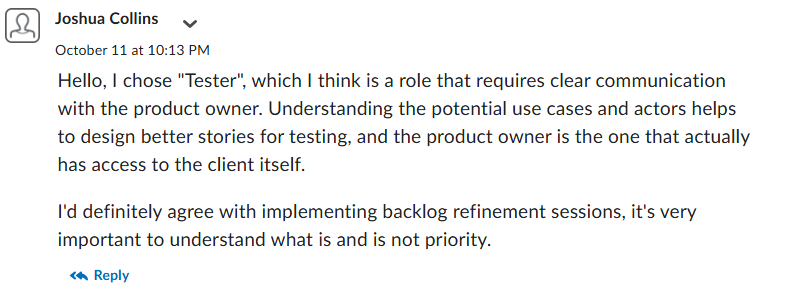 Joshua Collins
October 11 at 10:13 PM
Hello, I chose "Tester", which I think is a role that requires clear communication
with the product owner. Understanding the potential use cases and actors helps
to design better stories for testing, and the product owner is the one that actually
has access to the client itself.
I'd definitely agree with implementing backlog refinement sessions, it's very
important to understand what is and is not priority.
Reply